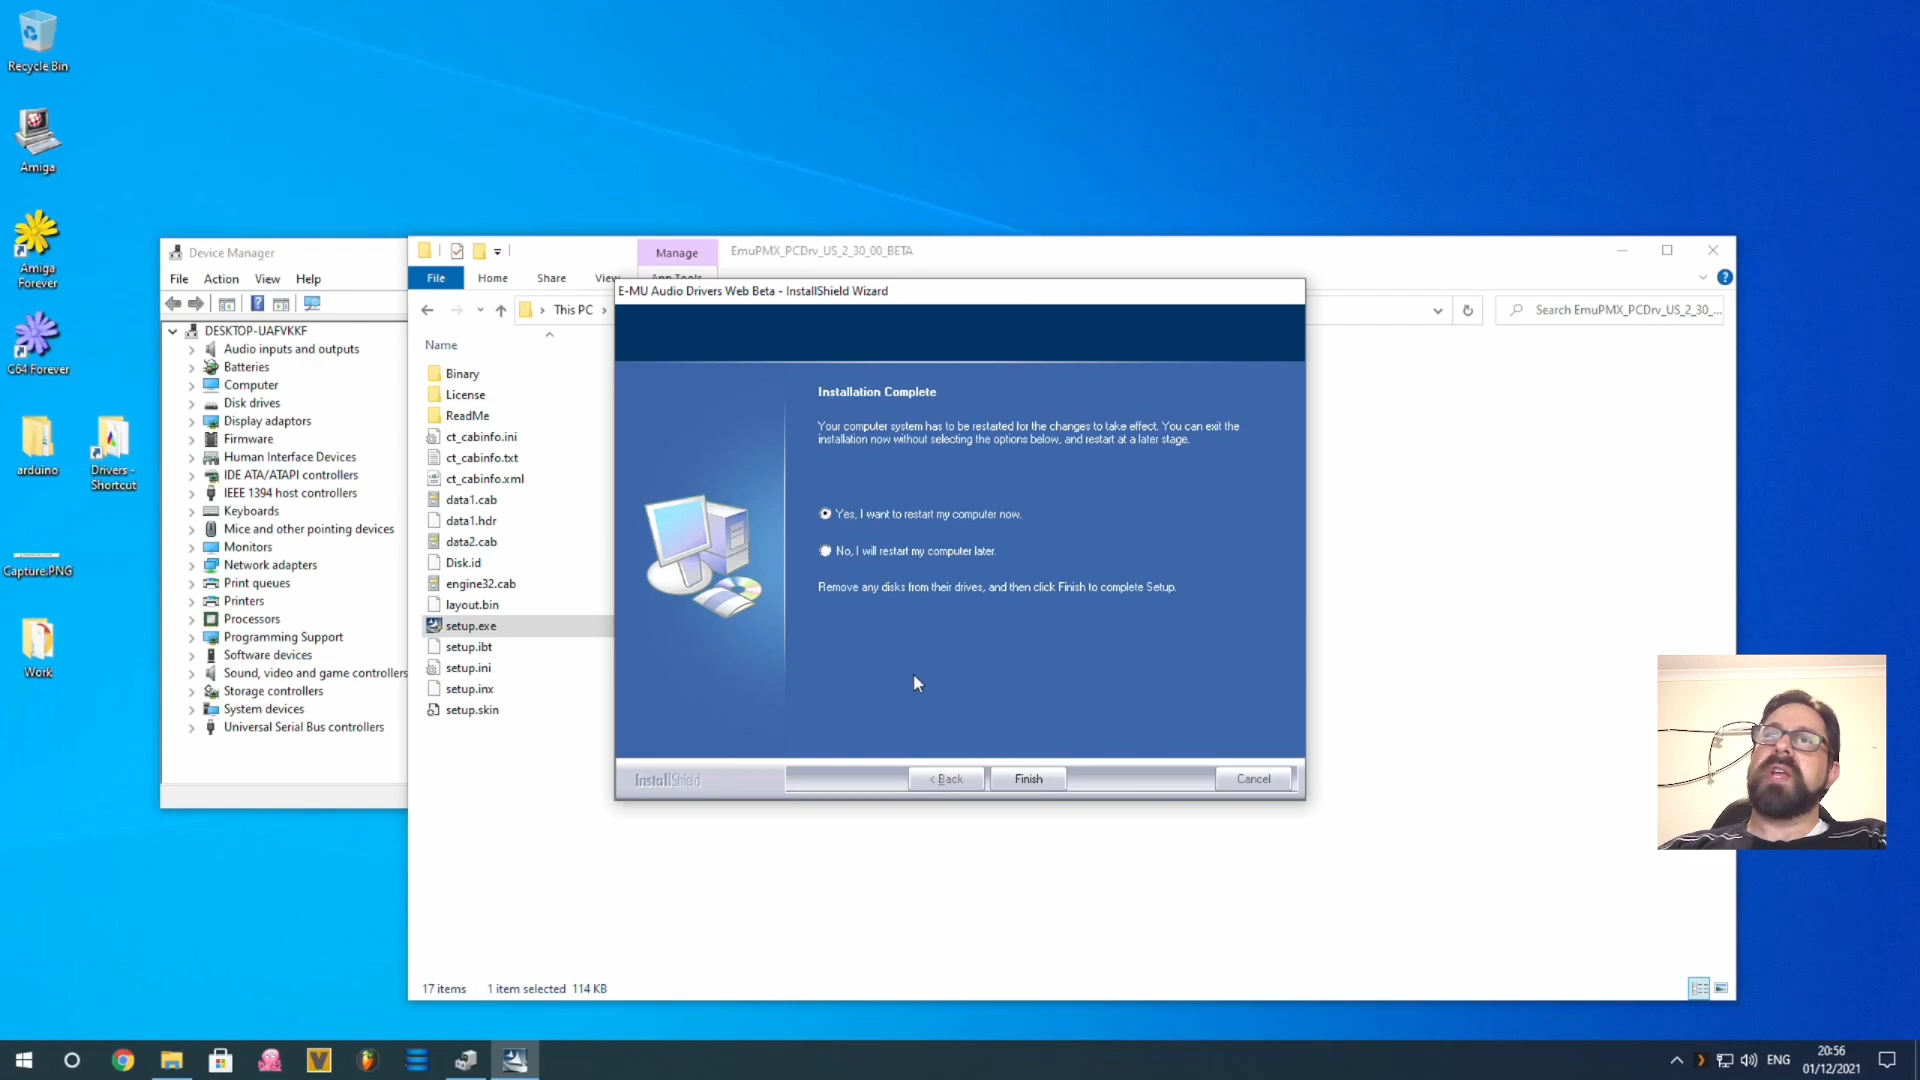 Recycle Bin
Amiga
Amiga
Forever
C64 Forever
arduino
Drivers -
Shortcut
Capture.PNG
Work
Device Manager
File Action View Help
DESKTOP-UAFVKKF
Audio inputs and outputs
Batteries
Computer
Disk drives
Display adaptors
Firmware
Human Interface Devices
IDE ATA/ATAPI controllers
IEEE 1394 host controllers
Keyboards
Mice and other pointing devices
Monitors
Network adapters
Print queues
Printers
Processors
Programming Support
Software devices
Sound, video and game controllers
Storage controllers
System devices
Universal Serial Bus controllers
Manage EmuPMX_PCDrv_US_2_30_00_BETA
File Home Share View App Tools
This PC
Search EmuPMX_PCDrv_US_2_30_...
Name
Binary
License
ReadMe
ct_cabinfo.ini
ct_cabinfo.txt
ct_cabinfo.xml
data1.cab
data1.hdr
data2.cab
Disk.id
engine32.cab
layout.bin
setup.exe
setup.ibt
setup.ini
setup.inx
setup.skin
17 items 1 item selected 114 KB
E-MU Audio Drivers Web Beta - InstallShield Wizard
Installation Complete
Your computer system has to be restarted for the changes to take effect. You can exit the
installation now without selecting the options below, and restart at a later stage.
Yes, I want to restart my computer now.
No, I will restart my computer later.
Remove any disks from their drives, and then click Finish to complete Setup.
InstallShield
< Back Finish Cancel
ENG
20:56
01/12/2021